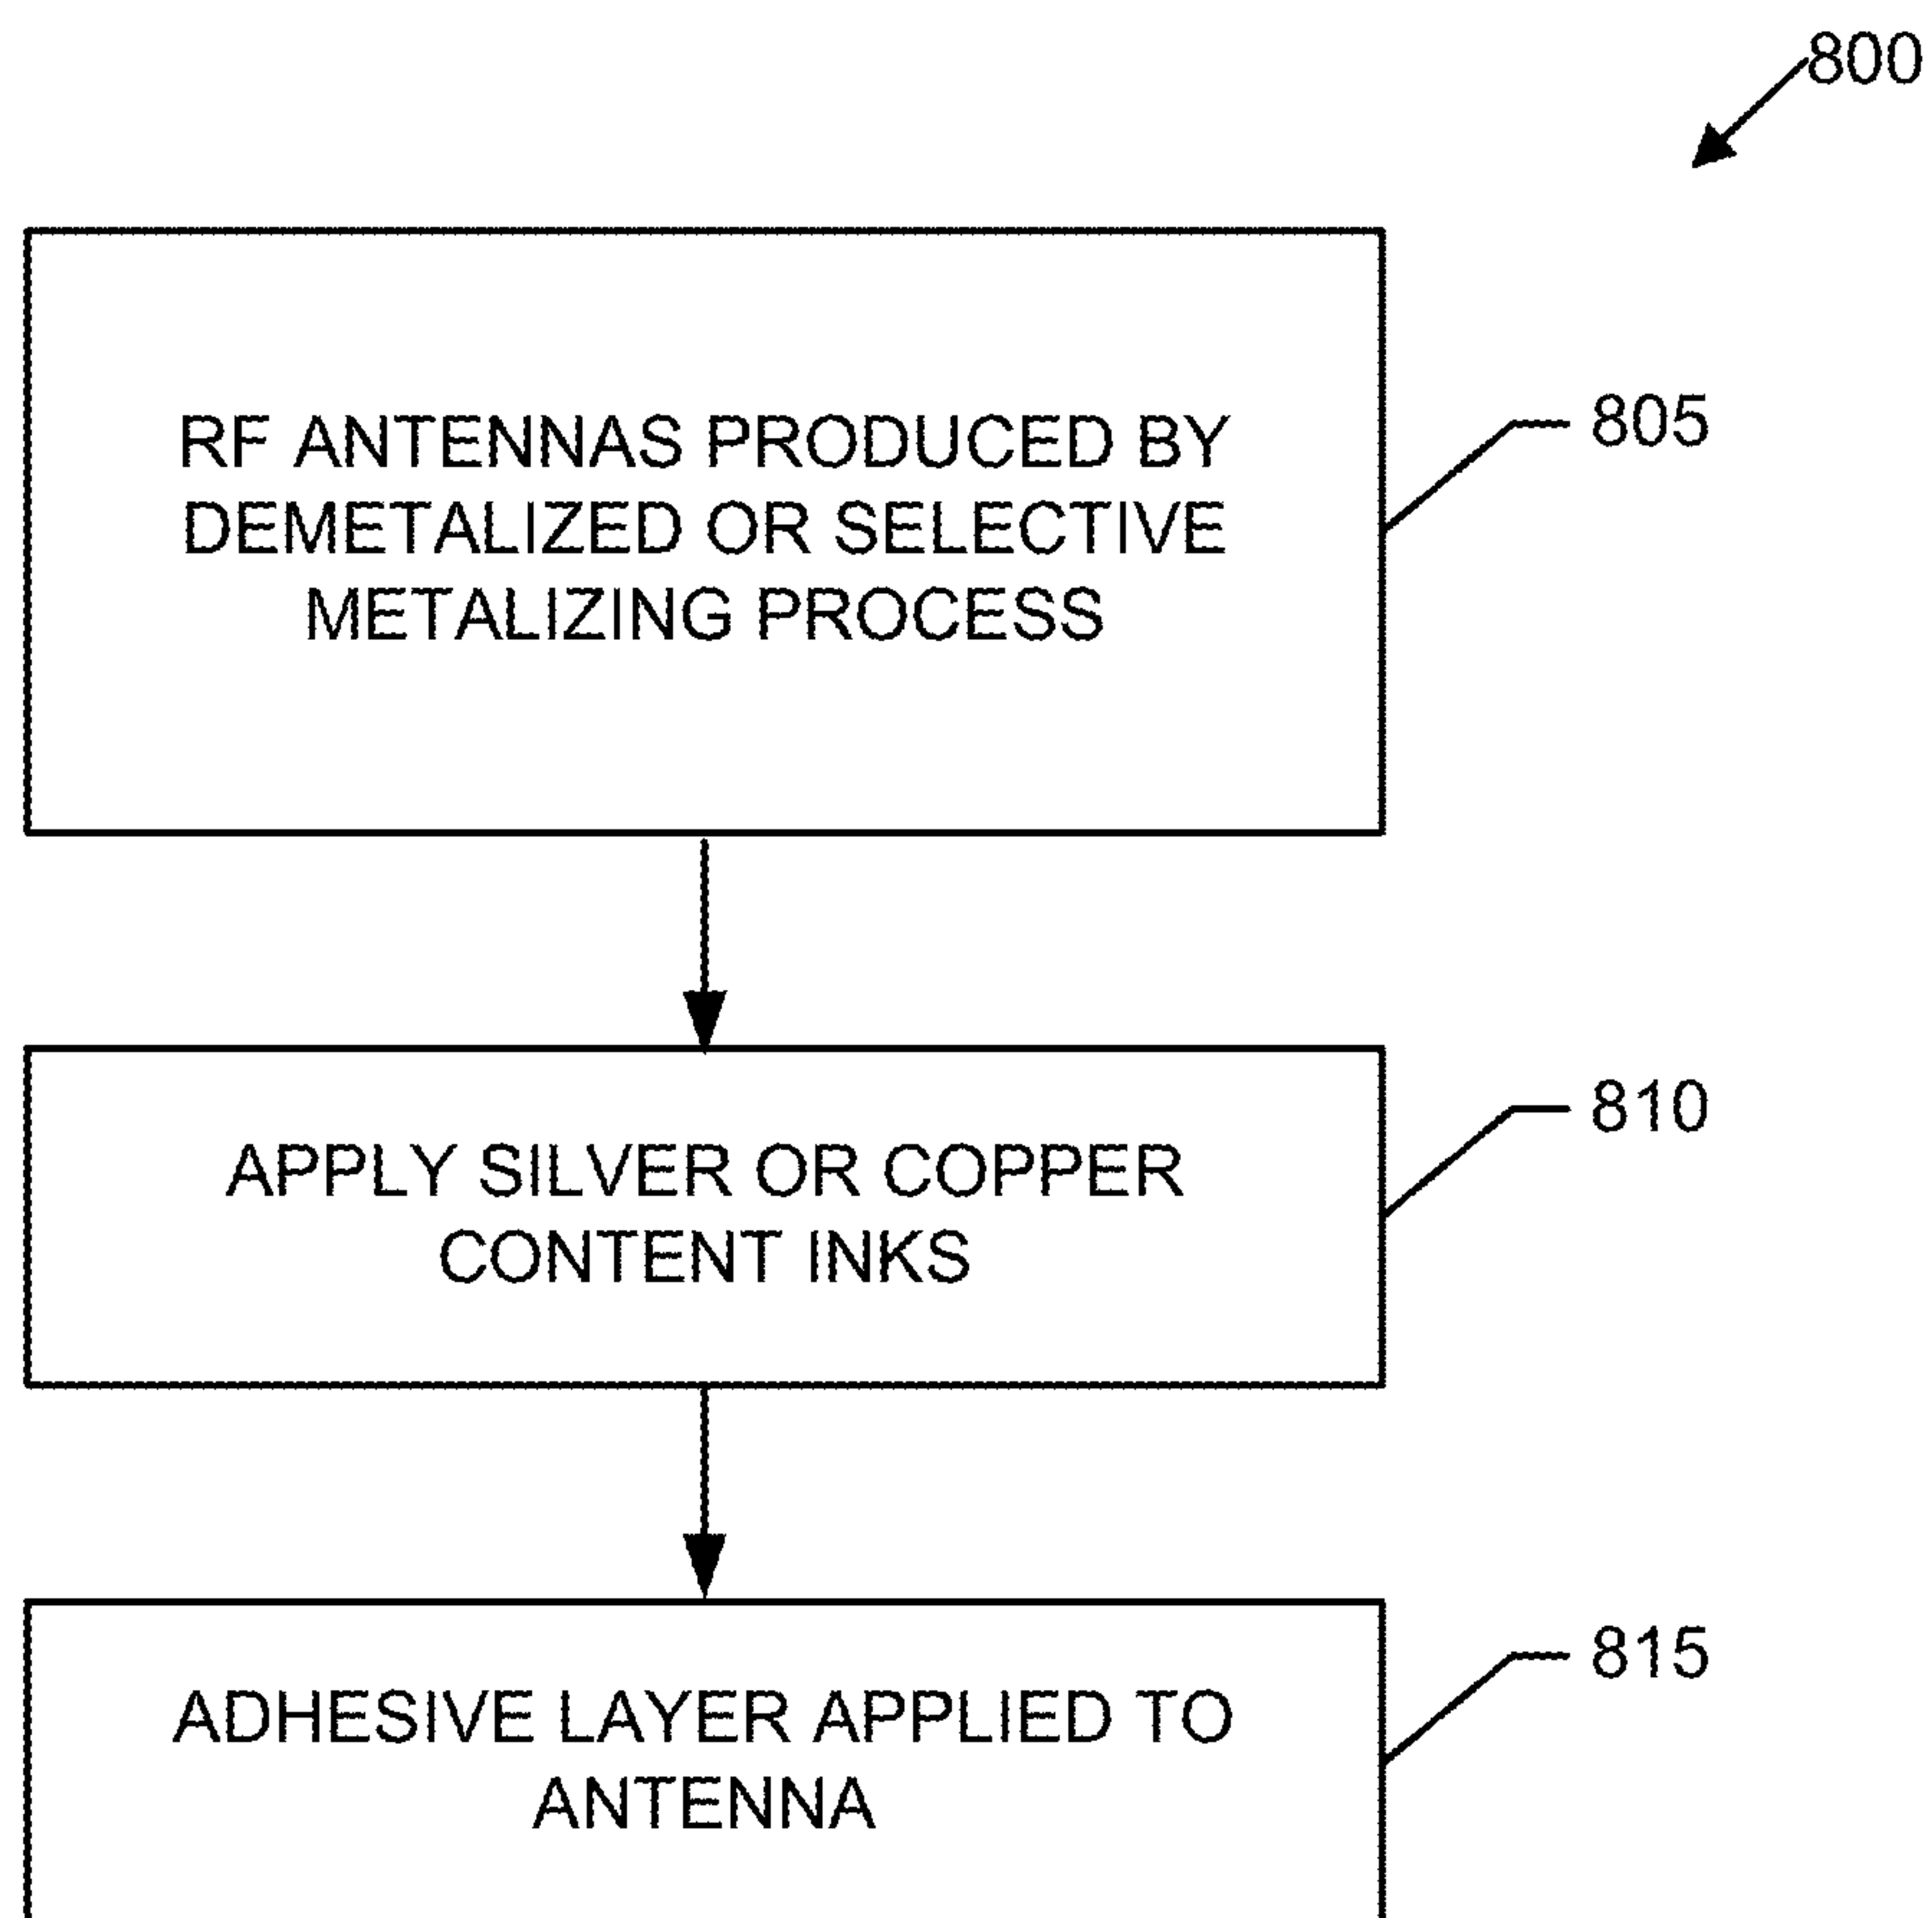 800
RF ANTENNAS PRODUCED BY
DEMETALIZED OR SELECTIVE
METALIZING PROCESS
805
APPLY SILVER OR COPPER
CONTENT INKS
810
ADHESIVE LAYER APPLIED TO
ANTENNA
815